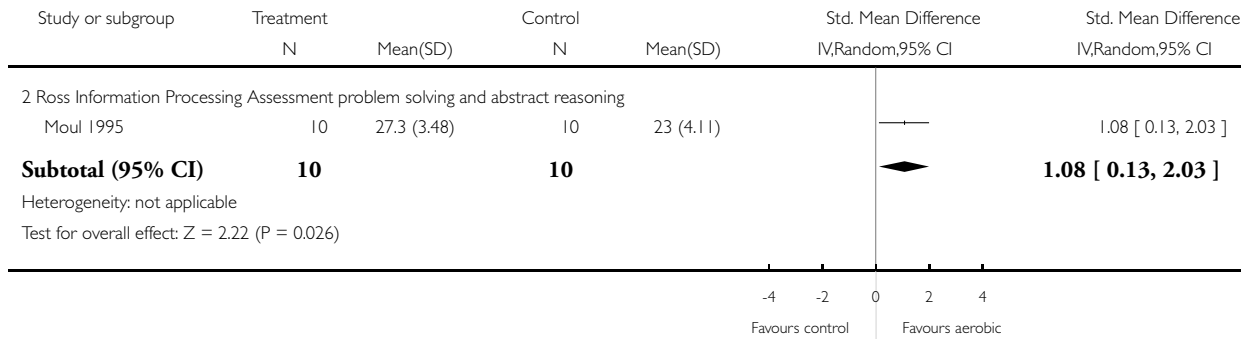 Study or subgroup Treatment Control Std. Mean Difference Std. Mean Difference
N Mean(SD) N Mean(SD) IV,Random,95% CI IV,Random,95% CI
2 Ross Information Processing Assessment problem solving and abstract reasoning
Moul 1995 10 27.3 (3.48) 10 23 (4.11) 1.08 [ 0.13, 2.03 ]
Subtotal (95% CI) 10 10 1.08 [ 0.13, 2.03 ]
Heterogeneity: not applicable
Test for overall effect: Z = 2.22 (P = 0.026)
-4 -2 0 2 4
Favours control Favours aerobic